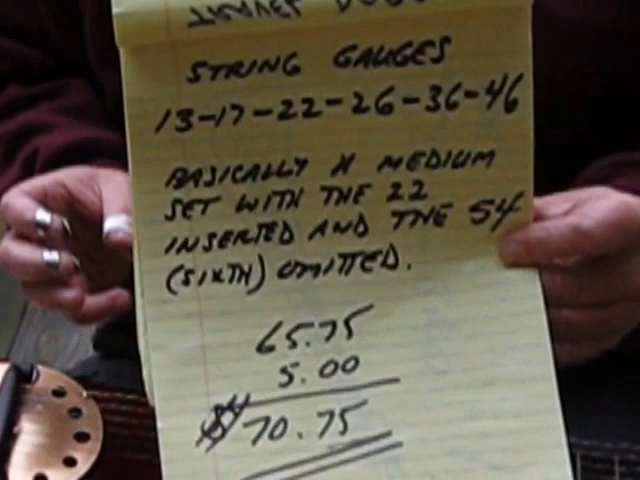 STRING GAUGES
13-17-22-26-36-46
BASICALLY A MEDIUM
SET WITH THE 22
INSERTED AND THE 54
(SIXTH) OMITTED.
65.75
5.00
$70.75